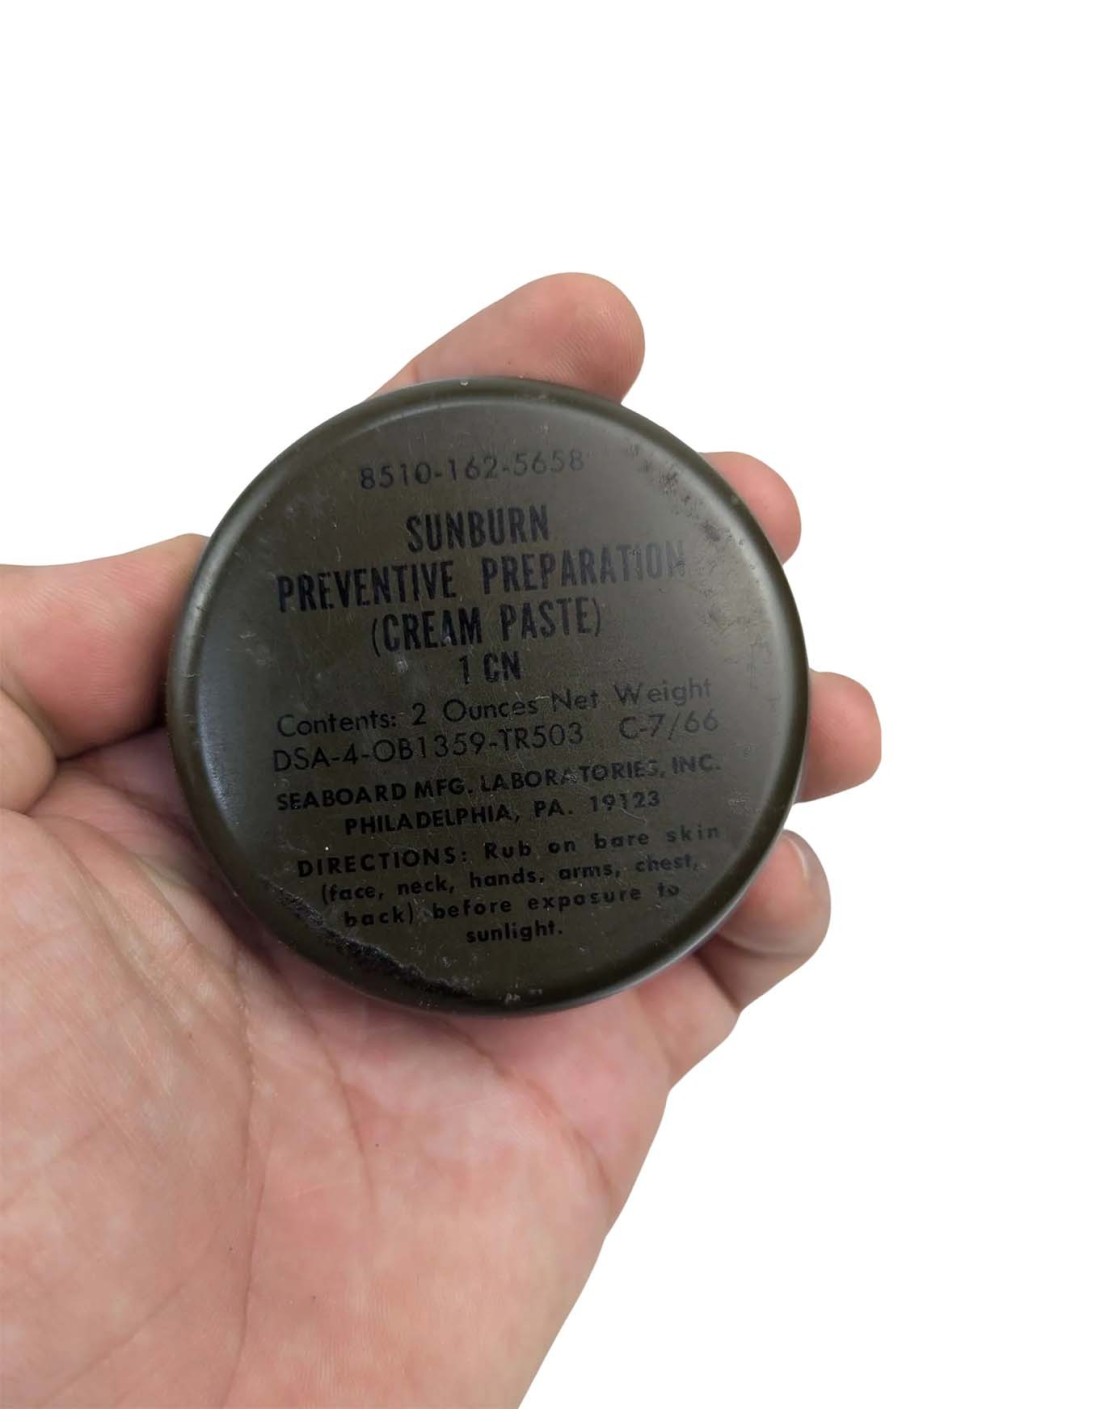 8510-162-5658
SUNBURN
PREVENTIVE PREPARATION
(CREAM PASTE)
1 CN
Contents: 2 Ounces Net Weight
DSA-4-OB1359-TR503 C-7/66
SEABOARD MFG. LABORATORIES, INC.
PHILADELPHIA, PA. 19123
DIRECTIONS: Rub on bare skin
(face, neck, hands, arms, chest,
back) before exposure to
sunlight.